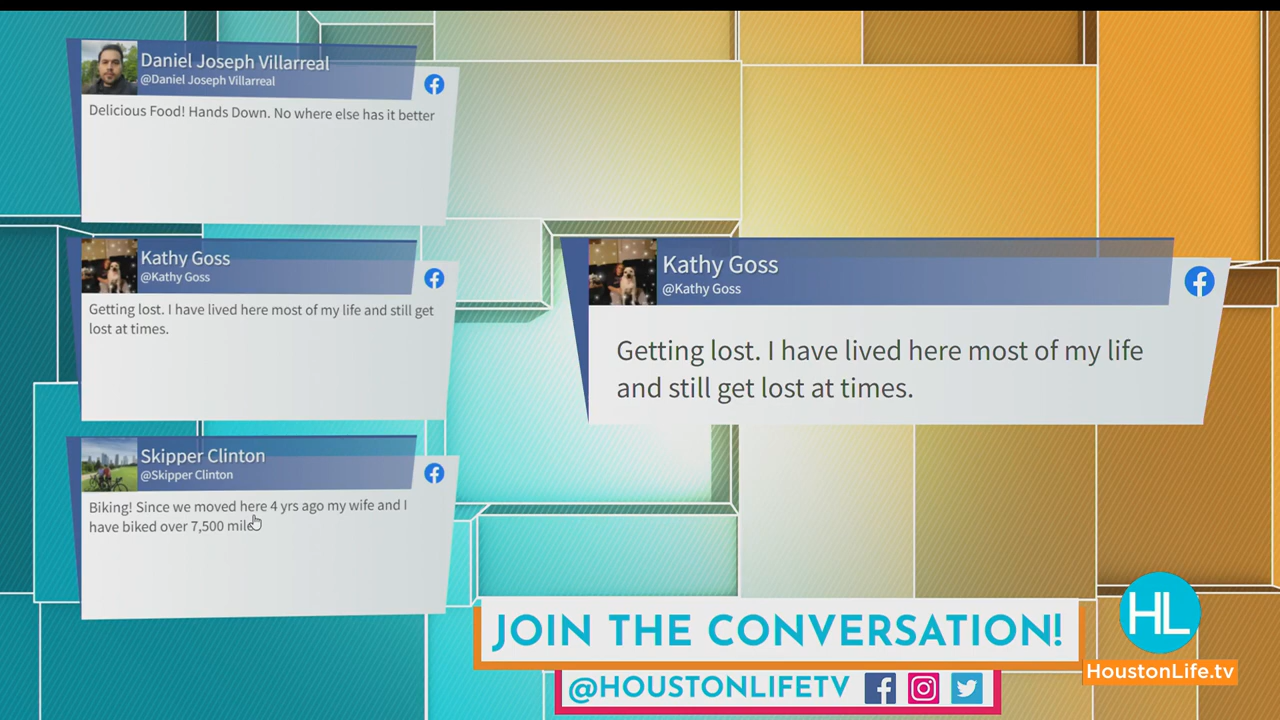 Daniel Joseph Villarreal
@Daniel Joseph Villarreal
Delicious Food! Hands Down. No where else has it better
Kathy Goss
@Kathy Goss
Getting lost. I have lived here most of my life and still get
lost at times.
Skipper Clinton
@Skipper Clinton
Biking! Since we moved here 4 yrs ago my wife and I
have biked over 7,500
Kathy Goss
@Kathy Goss
Getting lost. I have lived here most of my life
and still get lost at times.
JOIN THE CONVERSATION!
@HOUSTONLIFETV
HL
HoustonLife.tv